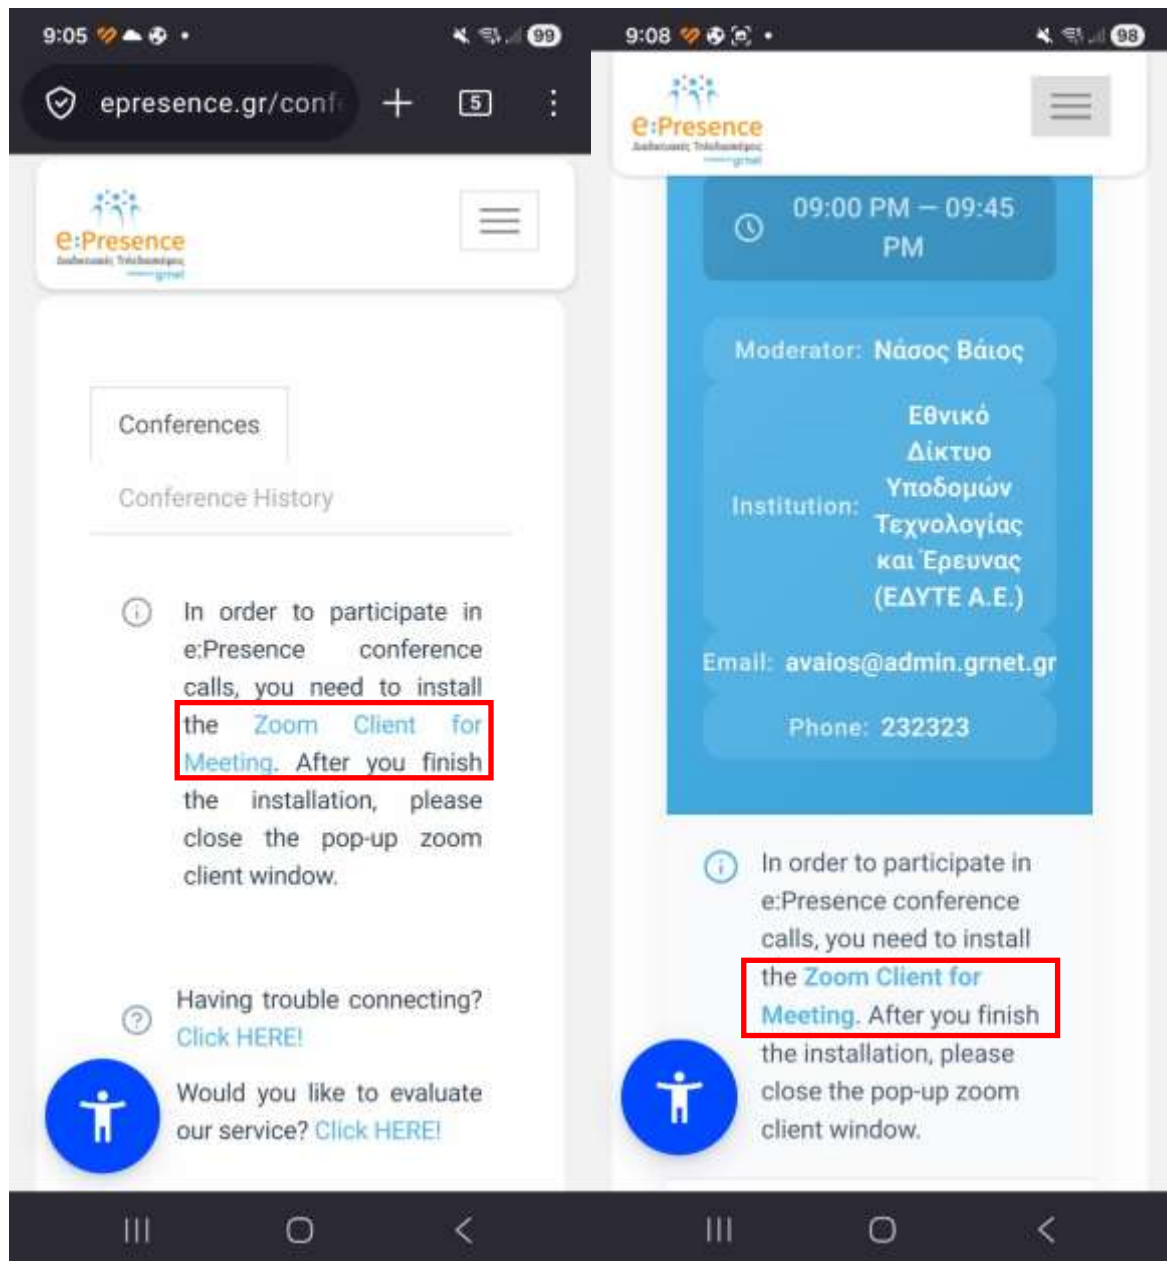 9:05
99
epresence.gr/conf
5
e:Presence
Conferences
Conference History
In order to participate in
e:Presence conference
calls, you need to install
the Zoom Client for
Meeting. After you finish
the installation, please
close the pop-up zoom
client window.
Having trouble connecting?
Click HERE!
Would you like to evaluate
our service? Click HERE!
9:08
98
e:Presence
09:00 PM — 09:45
PM
Moderator: Νάσος Βάιος
Institution:
Εθνικό
Δίκτυο
Υποδομών
Τεχνολογίας
και Έρευνας
(ΕΔΥΤΕ Α.Ε.)
Email: avaios@admin.grnet.gr
Phone: 232323
In order to participate in
e:Presence conference
calls, you need to install
the Zoom Client for
Meeting. After you finish
the installation, please
close the pop-up zoom
client window.